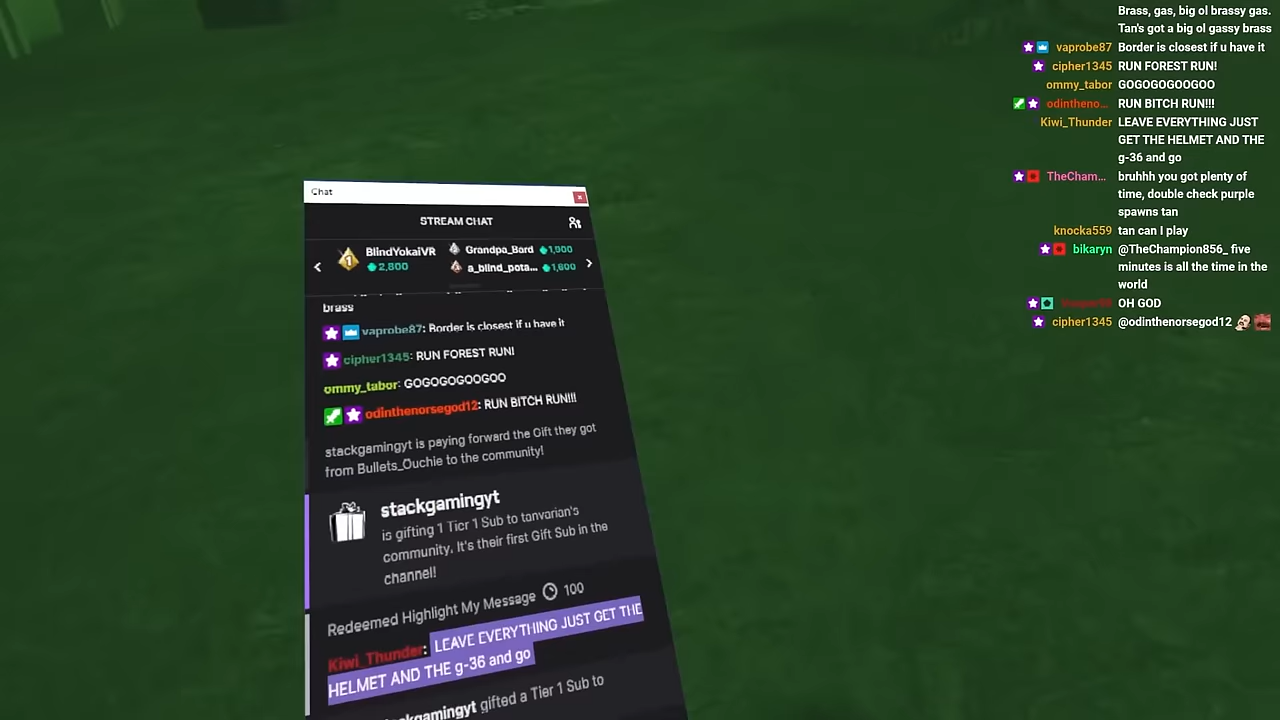 Chat
STREAM CHAT
BlindYokaiVR
2,800
Grandpa_Bard 1,000
a_blind_pota... 1,600
1
brass
vaprobe87: Border is closest if u have it
cipher1345: RUN FOREST RUN!
ommy_tabor: GOGOGOGOOGOO
odinthenorsegod12: RUN BITCH RUN!!!
stackgamingyt is paying forward the Gift they got
from Bullets_Ouchie to the community!
stackgamingyt
is gifting 1 Tier 1 Sub to tanvarian's
community. It's their first Gift Sub in the
channel!
Redeemed Highlight My Message 100
Kiwi_Thunder: LEAVE EVERYTHING JUST GET THE
HELMET AND THE g-36 and go
ckgamingyt gifted a Tier 1 Sub to
Brass, gas, big ol brassy gas.
Tan's got a big ol gassy brass
vaprobe87 Border is closest if u have it
cipher1345 RUN FOREST RUN!
ommy_tabor GOGOGOGOOGOO
odintheno... RUN BITCH RUN!!!
Kiwi_Thunder LEAVE EVERYTHING JUST
GET THE HELMET AND THE
g-36 and go
TheCham... bruhhh you got plenty of
time, double check purple
spawns tan
knocka559 tan can I play
bikaryn @TheChampion856_ five
minutes is all the time in the
world
OH GOD
cipher1345 @odinthenorsegod12